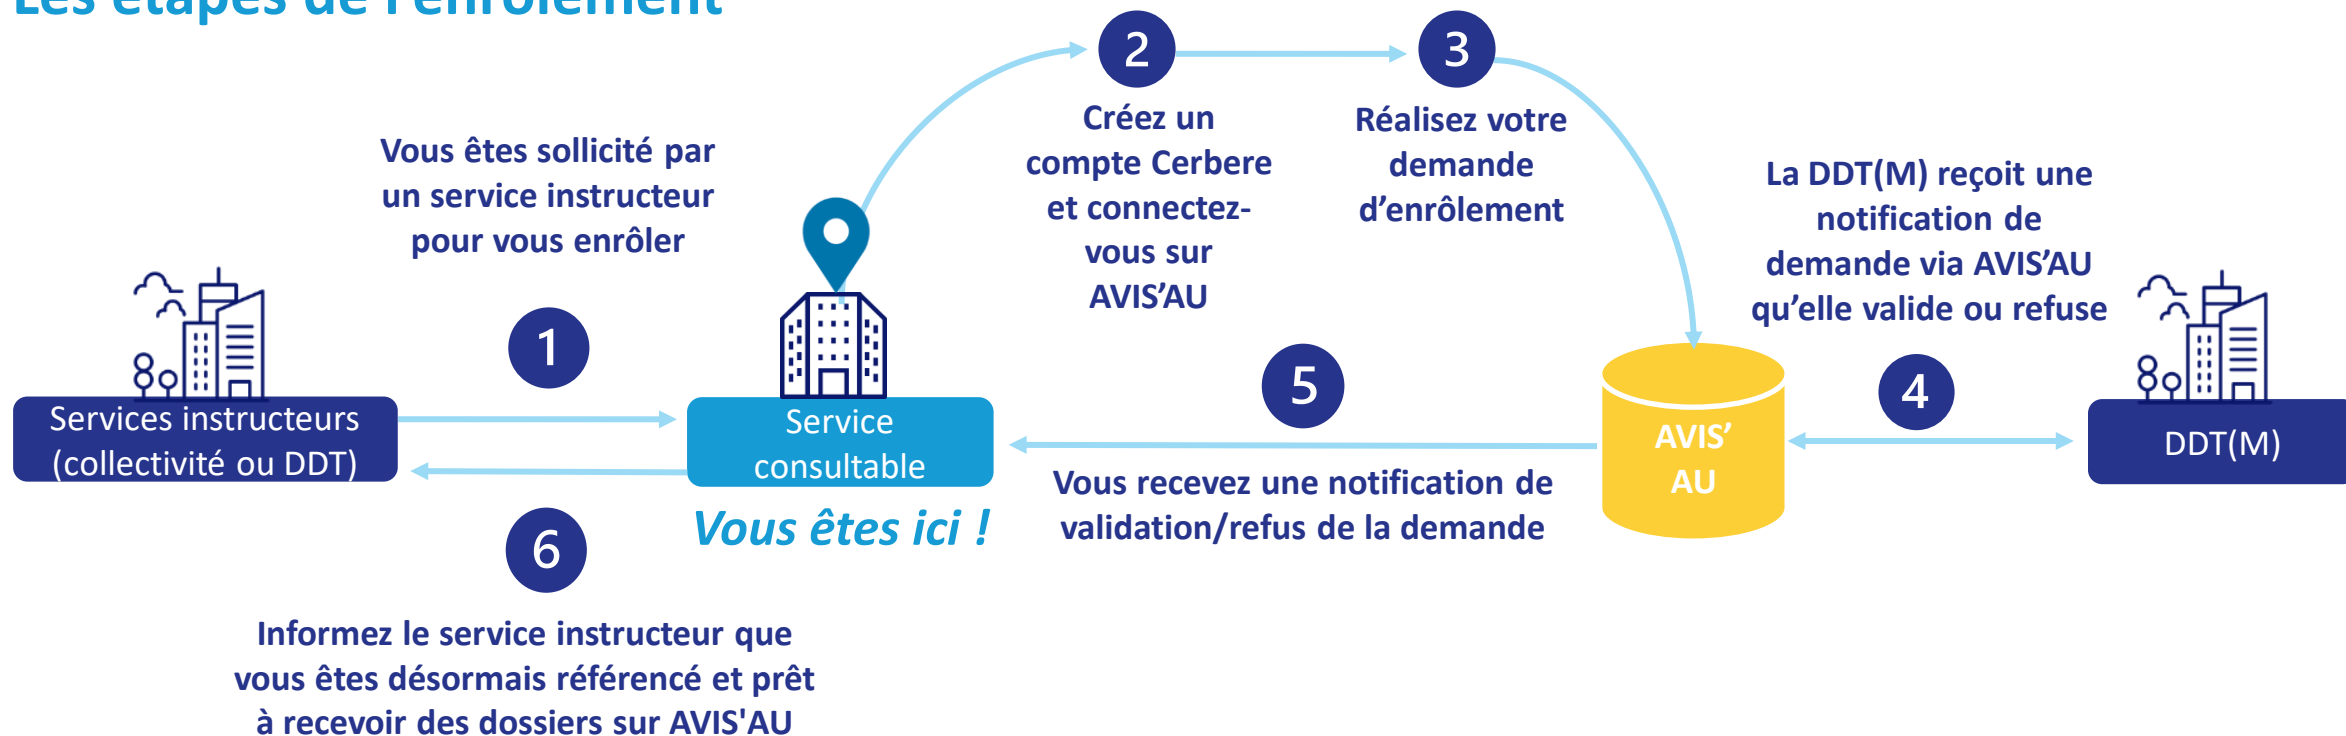 Les étapes de l'enrôlement
2
3
Créez un
compte Cerbere
et connectez-
vous sur
AVIS’AU
Réalisez votre
demande
d’enrôlement
Vous êtes sollicité par
un service instructeur
pour vous enrôler
La DDT(M) reçoit une
notification de
demande via AVIS’AU
qu’elle valide ou refuse
1
5
4
Services instructeurs
(collectivité ou DDT)
Service
consultable
AVIS’
AU
DDT(M)
Vous êtes ici !
Vous recevez une notification de
validation/refus de la demande
6
Informez le service instructeur que
vous êtes désormais référencé et prêt
à recevoir des dossiers sur AVIS'AU